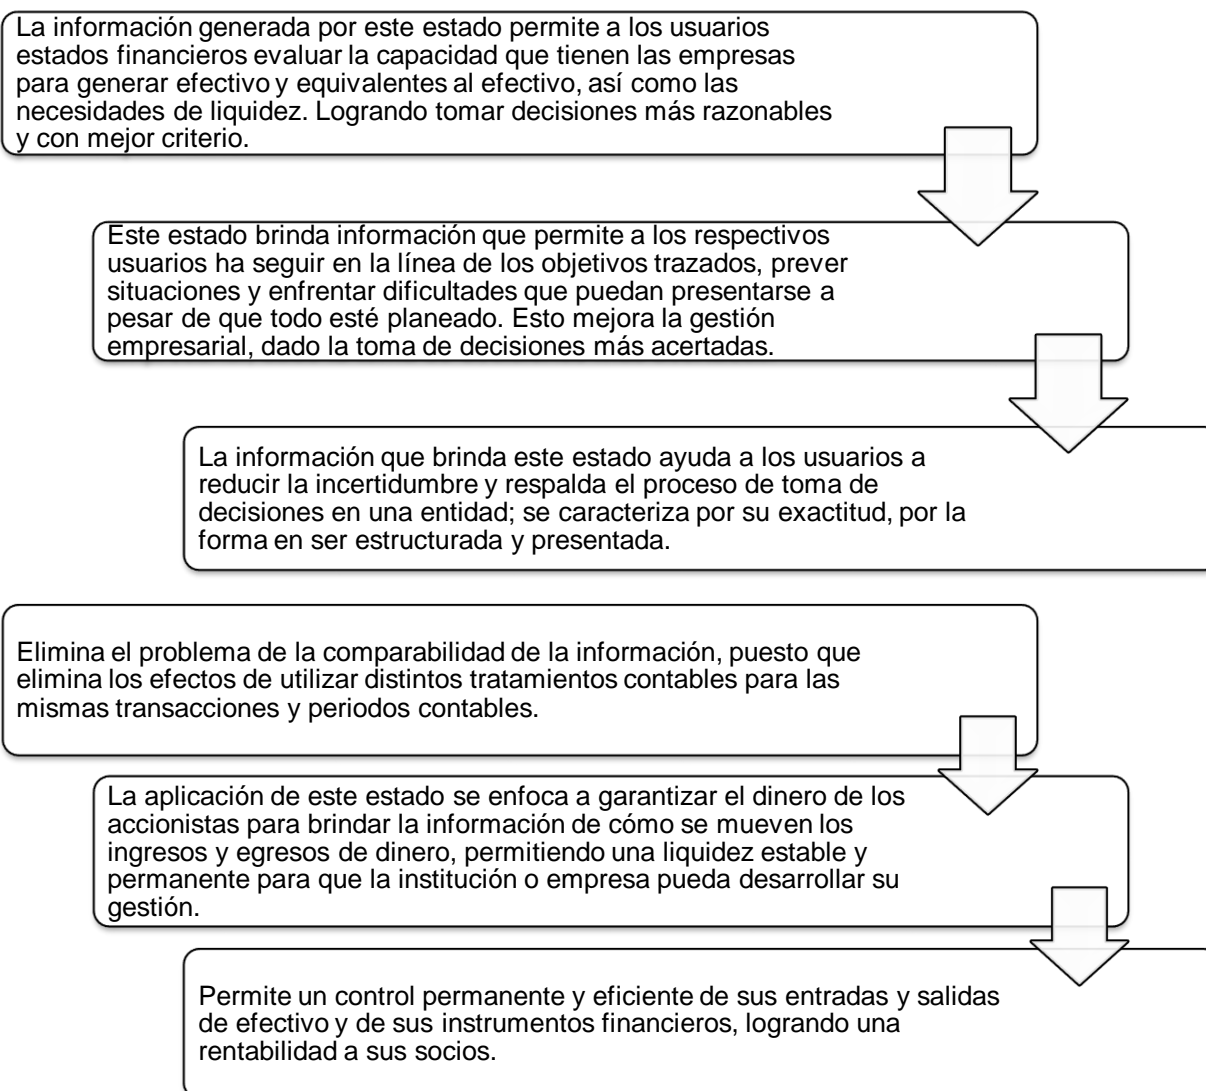 La información generada por este estado permite a los usuarios
estados financieros evaluar la capacidad que tienen las empresas
para generar efectivo y equivalentes al efectivo, así como las
necesidades de liquidez. Logrando tomar decisiones más razonables
y con mejor criterio.
Este estado brinda información que permite a los respectivos
usuarios ha seguir en la línea de los objetivos trazados, prever
situaciones y enfrentar dificultades que puedan presentarse a
pesar de que todo esté planeado. Esto mejora la gestión
empresarial, dado la toma de decisiones más acertadas.
La información que brinda este estado ayuda a los usuarios a
reducir la incertidumbre y respalda el proceso de toma de
decisiones en una entidad; se caracteriza por su exactitud, por la
forma en ser estructurada y presentada.
Elimina el problema de la comparabilidad de la información, puesto que
elimina los efectos de utilizar distintos tratamientos contables para las
mismas transacciones y periodos contables.
La aplicación de este estado se enfoca a garantizar el dinero de los
accionistas para brindar la información de cómo se mueven los
ingresos y egresos de dinero, permitiendo una liquidez estable y
permanente para que la institución o empresa pueda desarrollar su
gestión.
Permite un control permanente y eficiente de sus entradas y salidas
de efectivo y de sus instrumentos financieros, logrando una
rentabilidad a sus socios.